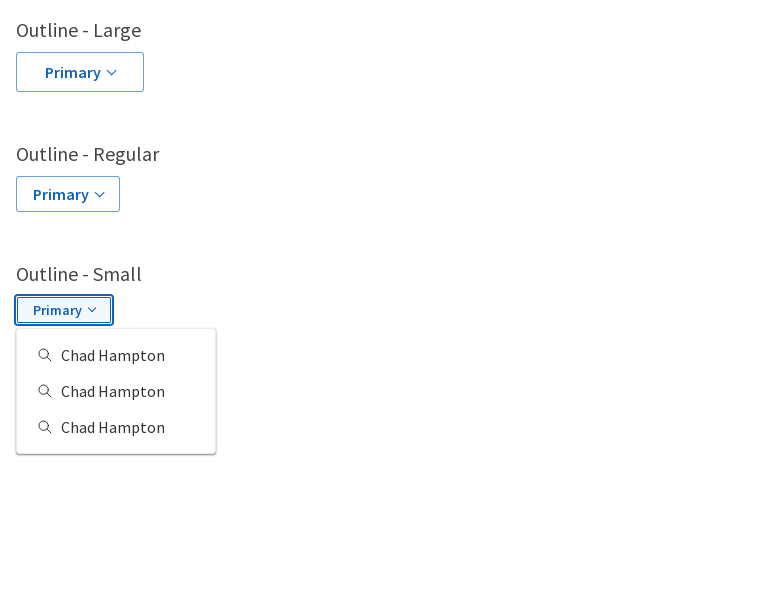 Outline - Large
Primary
Outline - Regular
Primary
Outline - Small
Primary
Chad Hampton
Chad Hampton
Chad Hampton